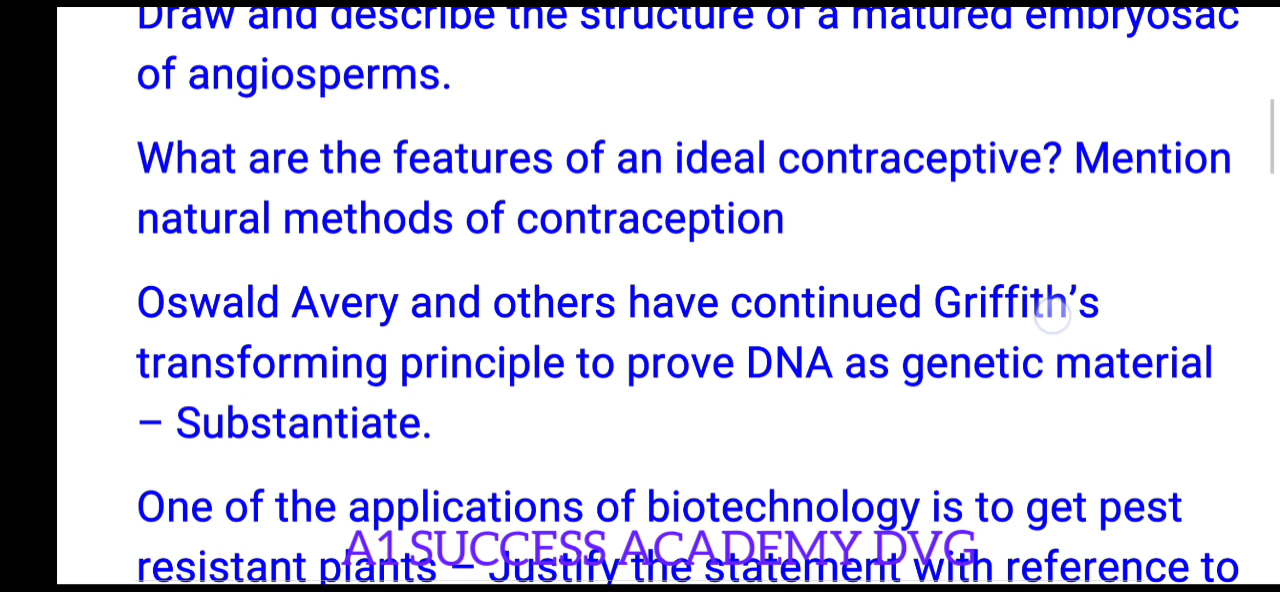 Draw and describe the structure of a matured embryosac
of angiosperms.
What are the features of an ideal contraceptive? Mention
natural methods of contraception
Oswald Avery and others have continued Griffith’s
transforming principle to prove DNA as genetic material
– Substantiate.
One of the applications of biotechnology is to get pest
A1 SUCCESS ACADEMY DVG
resistant plants – Justify the statement with reference to